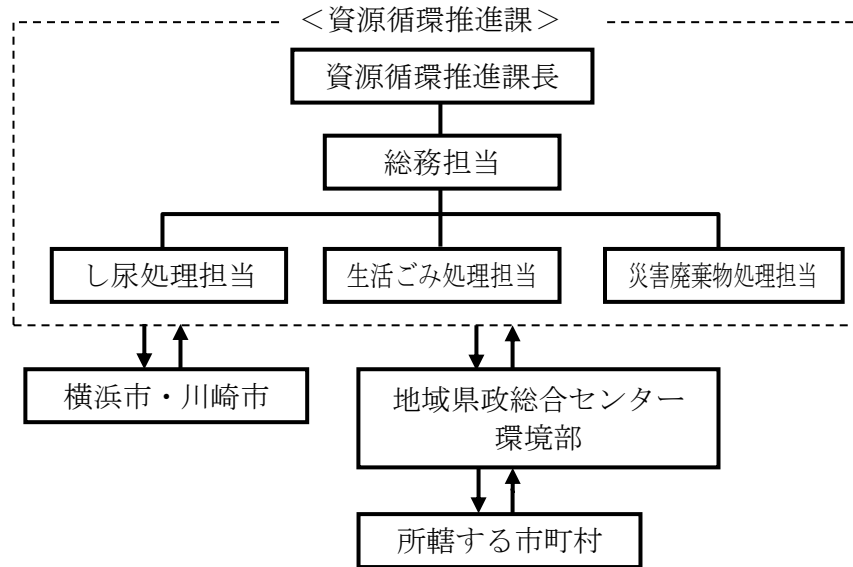 ＜資源循環推進課＞
資源循環推進課長
総務担当
し尿処理担当
生活ごみ処理担当
災害廃棄物処理担当
横浜市・川崎市
地域県政総合センター
環境部
所轄する市町村